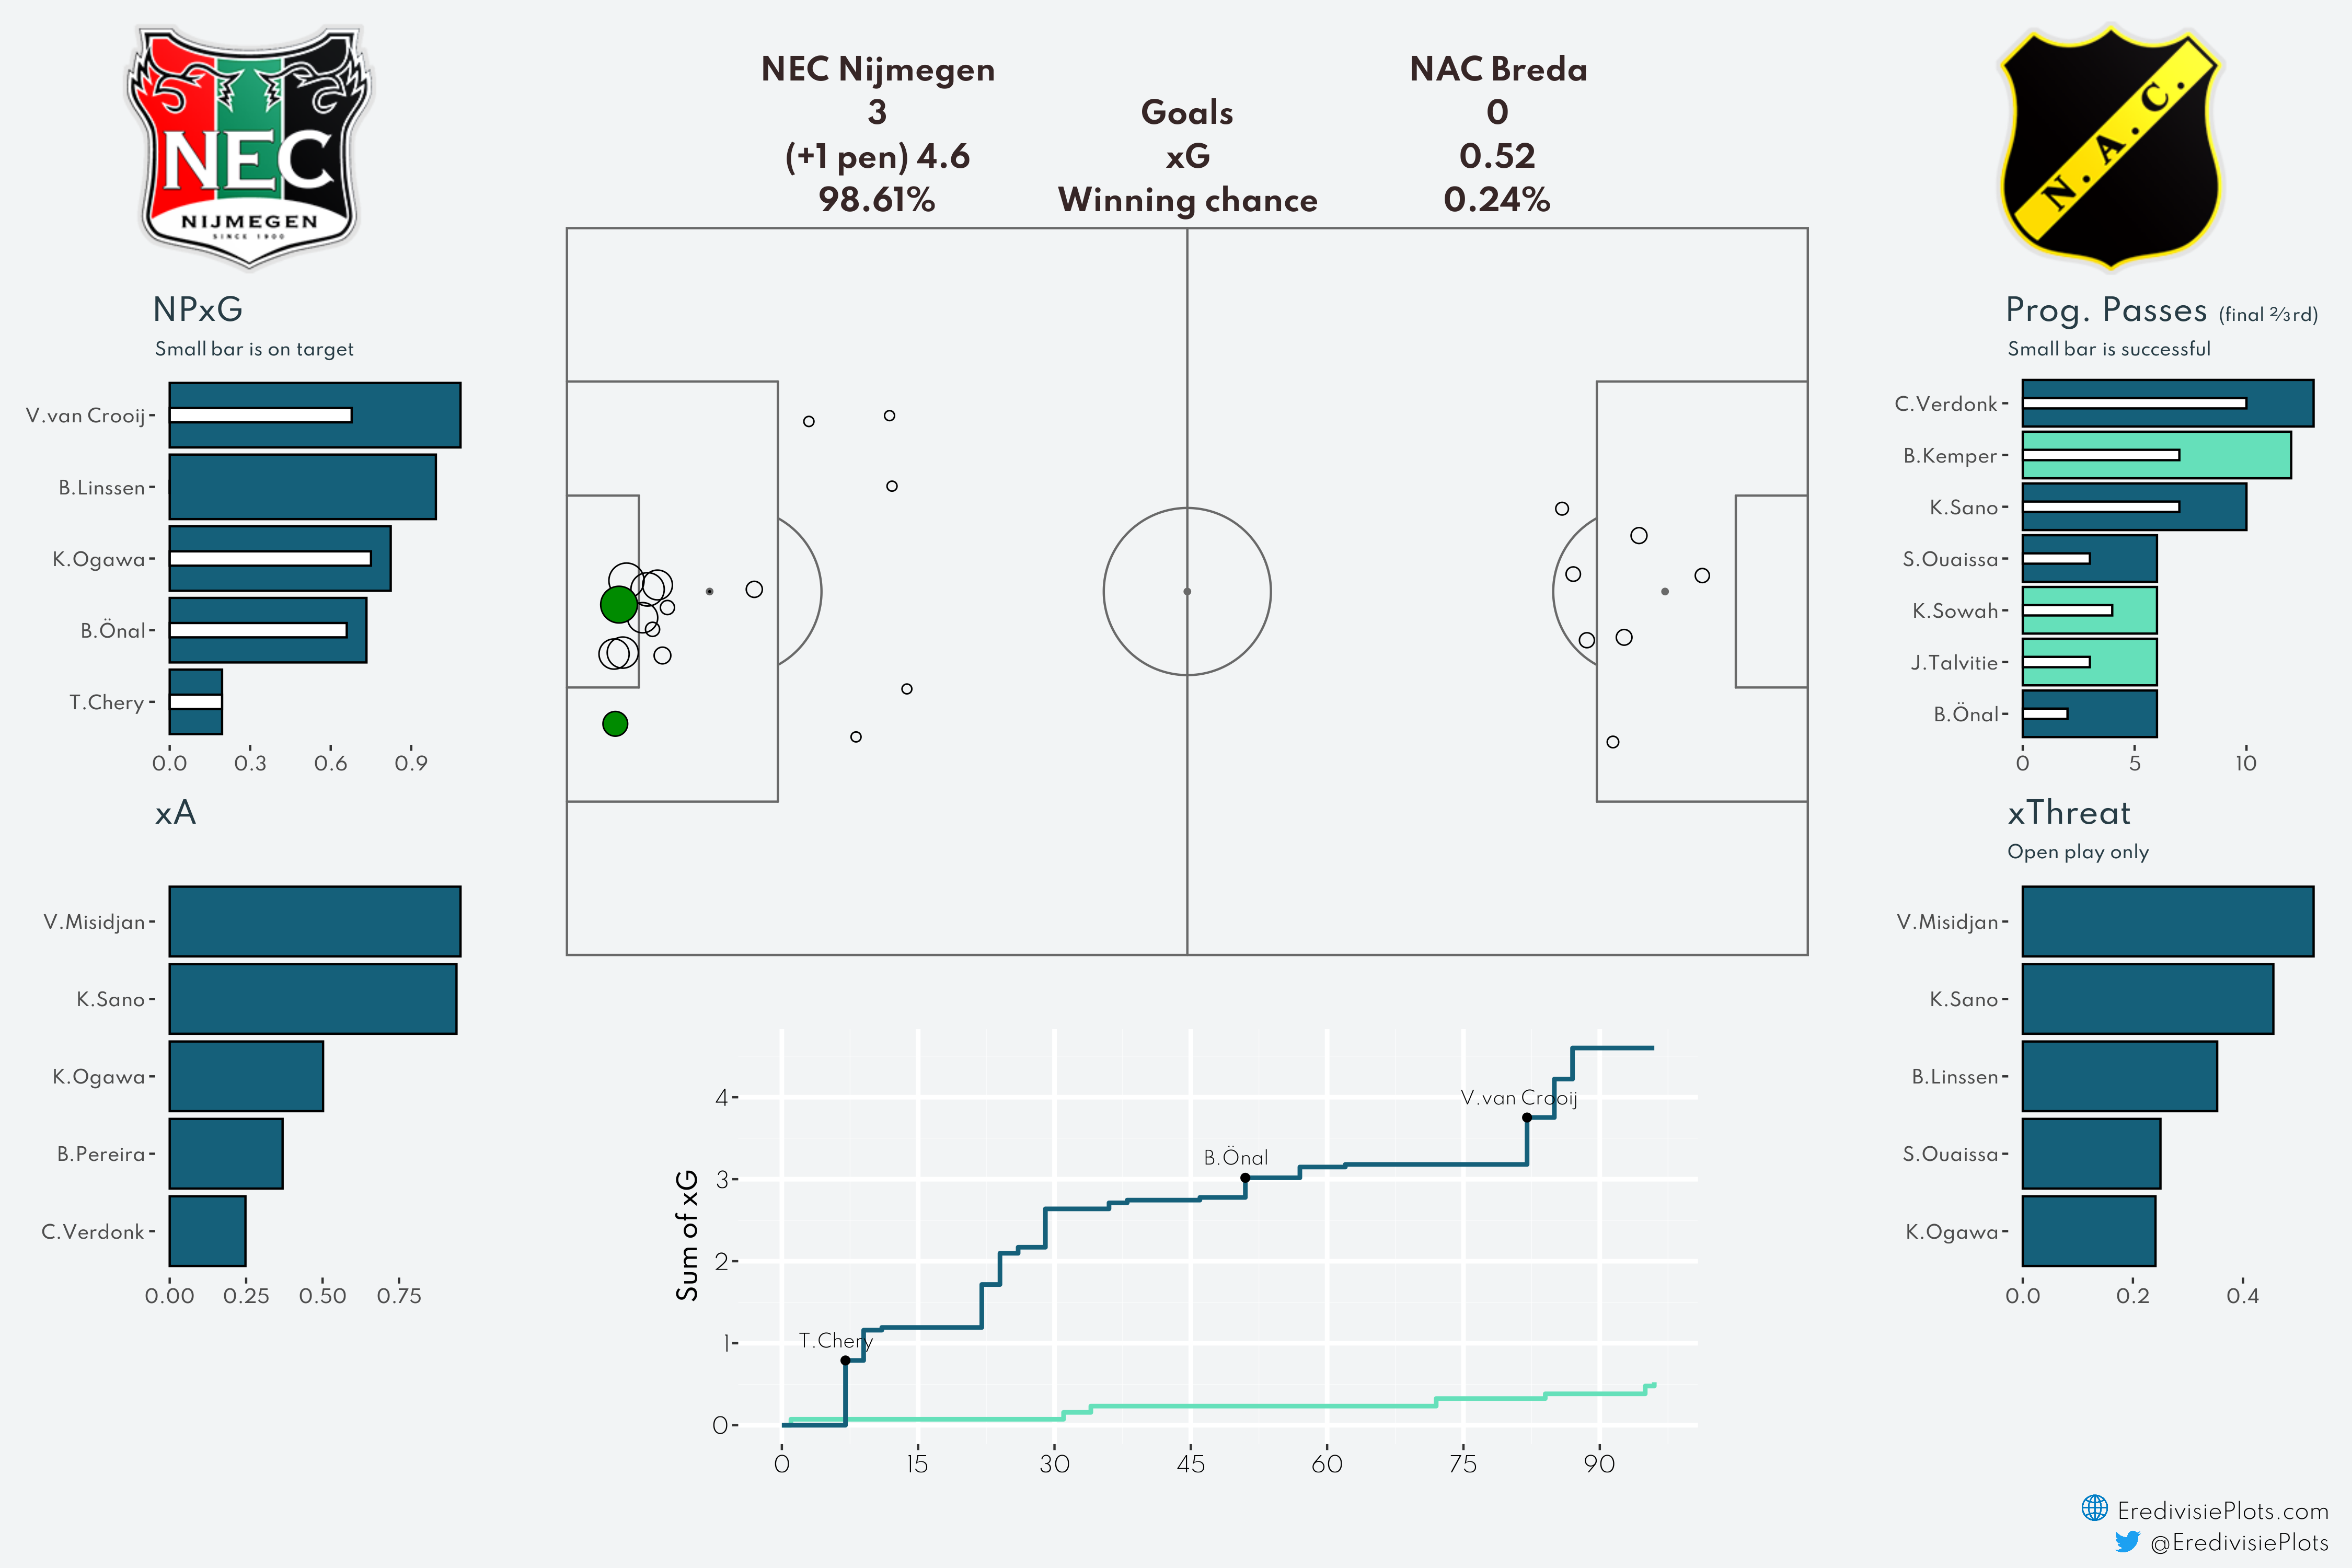 NEC
NIJMEGEN
SINCE 1900
NEC Nijmegen NAC Breda
3 Goals 0
(+1 pen) 4.6 xG 0.52
98.61% Winning chance 0.24%
N.A.C.
NPxG
Small bar is on target
V.van Crooij
B.Linssen
K.Ogawa
B.Önal
T.Chery
0.0 0.3 0.6 0.9
xA
V.Misidjan
K.Sano
K.Ogawa
B.Pereira
C.Verdonk
0.00 0.25 0.50 0.75
Sum of xG
4
3
2
1
0
T.Chery
B.Önal
V.van Crooij
0 15 30 45 60 75 90
Prog. Passes (final ⅔rd)
Small bar is successful
C.Verdonk
B.Kemper
K.Sano
S.Ouaissa
K.Sowah
J.Talvitie
B.Önal
0 5 10
xThreat
Open play only
V.Misidjan
K.Sano
B.Linssen
S.Ouaissa
K.Ogawa
0.0 0.2 0.4
EredivisiePlots.com
@EredivisiePlots